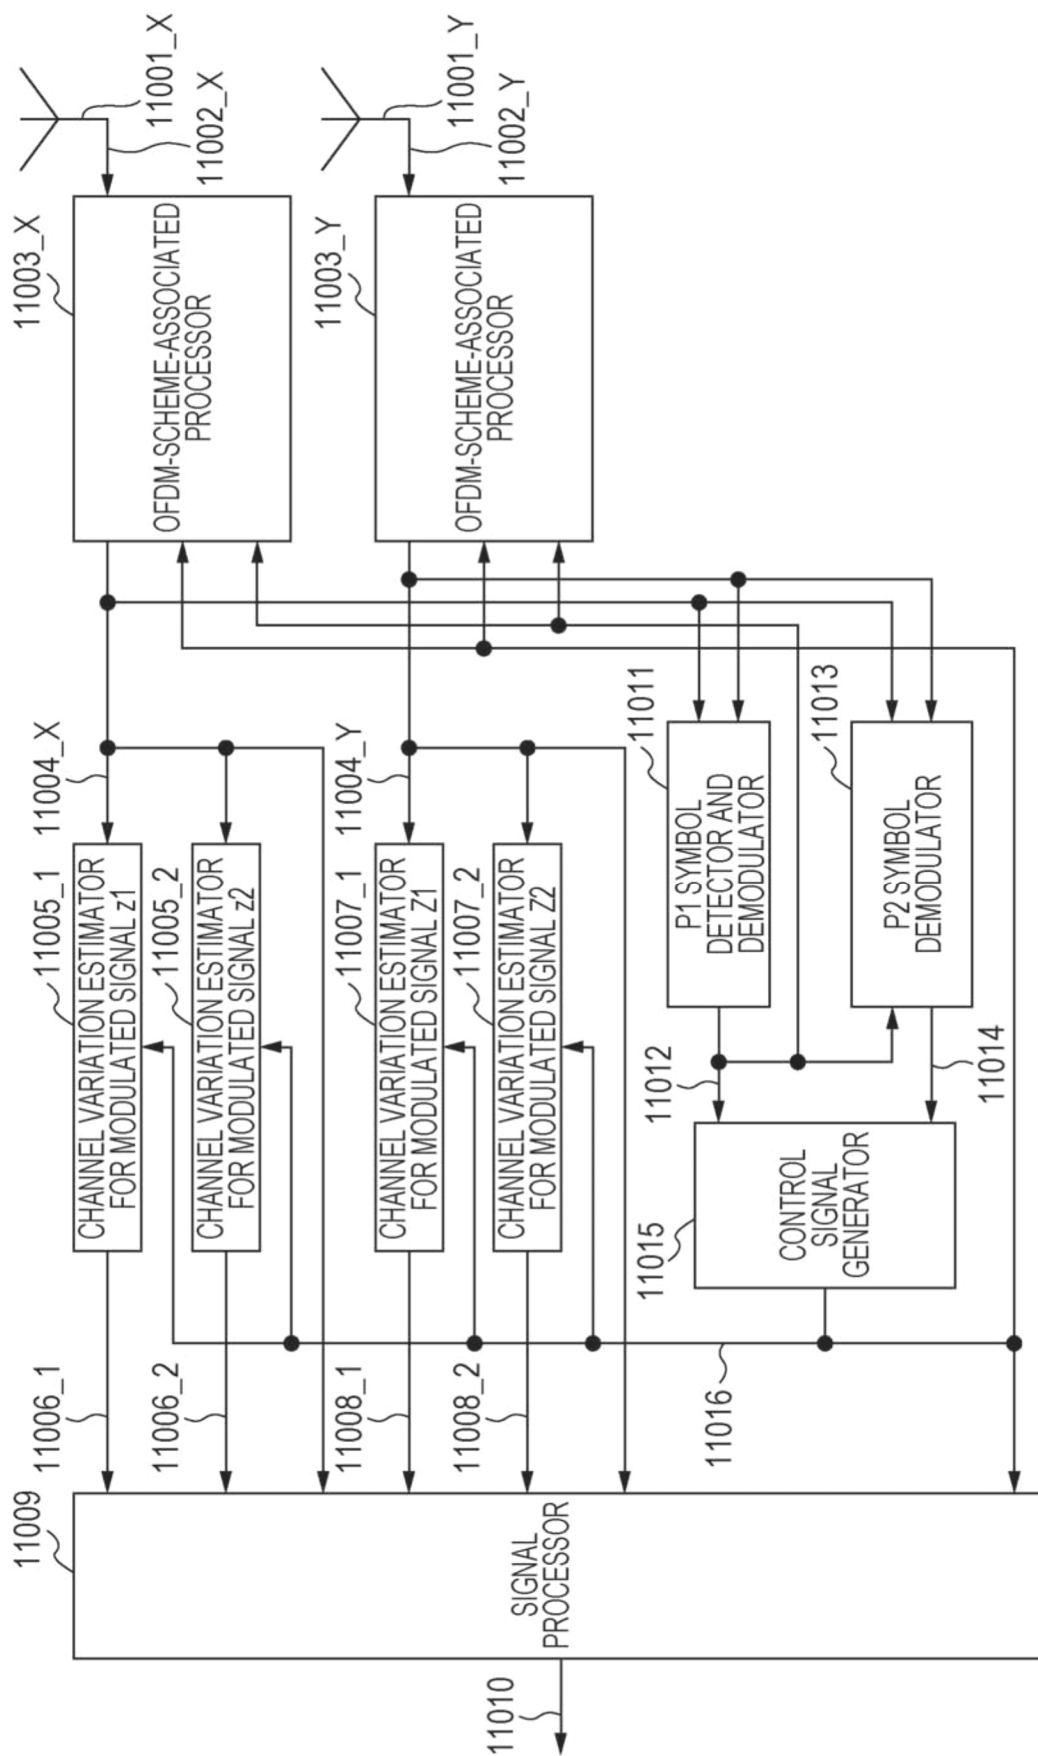 11001_X
11002_X
11003_X
OFDM-SCHEME-ASSOCIATED
PROCESSOR
11001_Y
11002_Y
11003_Y
OFDM-SCHEME-ASSOCIATED
PROCESSOR
11004_X
11005_1
CHANNEL VARIATION ESTIMATOR
FOR MODULATED SIGNAL z1
11005_2
CHANNEL VARIATION ESTIMATOR
FOR MODULATED SIGNAL z2
11004_Y
11007_1
CHANNEL VARIATION ESTIMATOR
FOR MODULATED SIGNAL Z1
11007_2
CHANNEL VARIATION ESTIMATOR
FOR MODULATED SIGNAL Z2
11011
P1 SYMBOL
DETECTOR AND
DEMODULATOR
11013
P2 SYMBOL
DEMODULATOR
11012
11014
11015
CONTROL
SIGNAL
GENERATOR
11016
11006_1
11006_2
11008_1
11008_2
11009
SIGNAL
PROCESSOR
11010